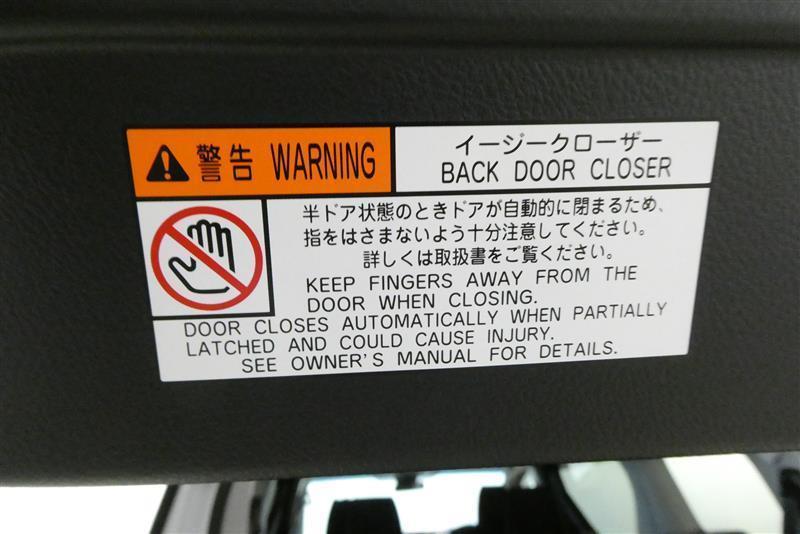 警告 WARNING
イージークローザー
BACK DOOR CLOSER
半ドア状態のときドアが自動的に閉まるため、
指をはさまないよう十分注意してください。
詳しくは取扱書をご覧ください。
KEEP FINGERS AWAY FROM THE
DOOR WHEN CLOSING.
DOOR CLOSES AUTOMATICALLY WHEN PARTIALLY
LATCHED AND COULD CAUSE INJURY.
SEE OWNER'S MANUAL FOR DETAILS.